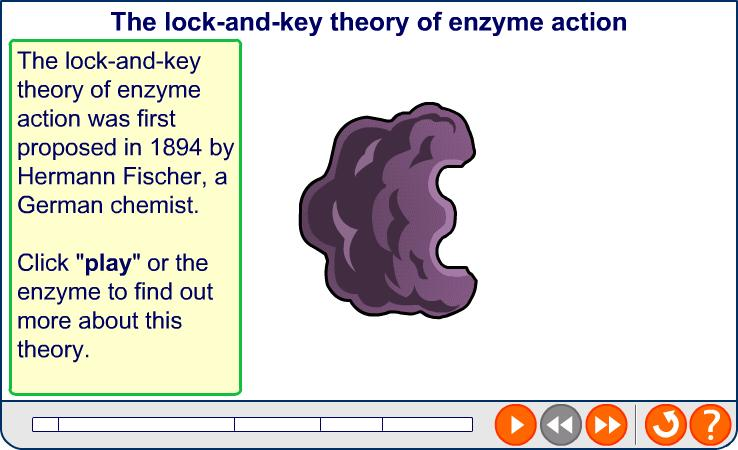 The lock-and-key theory of enzyme action
The lock-and-key
theory of enzyme
action was first
proposed in 1894 by
Hermann Fischer, a
German chemist.
Click "play" or the
enzyme to find out
more about this
theory.
?